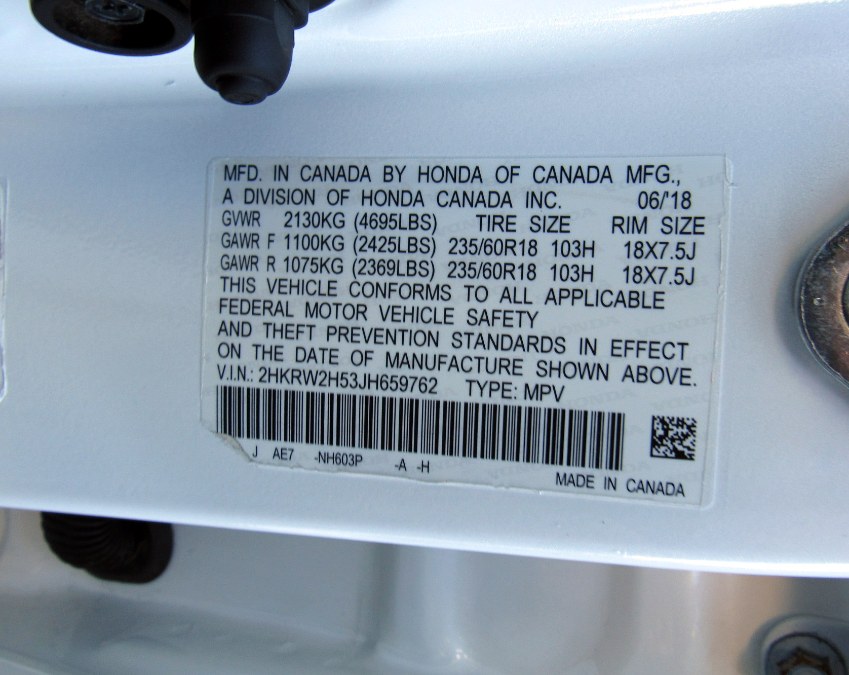 MFD. IN CANADA BY HONDA OF CANADA MFG.,
A DIVISION OF HONDA CANADA INC. 06/'18
GVWR 2130KG (4695LBS) TIRE SIZE RIM SIZE
GAWR F 1100KG (2425LBS) 235/60R18 103H 18X7.5J
GAWR R 1075KG (2369LBS) 235/60R18 103H 18X7.5J
THIS VEHICLE CONFORMS TO ALL APPLICABLE
FEDERAL MOTOR VEHICLE SAFETY
AND THEFT PREVENTION STANDARDS IN EFFECT
ON THE DATE OF MANUFACTURE SHOWN ABOVE.
V.I.N.: 2HKRW2H53JH659762 TYPE: MPV
J AE7 -NH603P -A -H
MADE IN CANADA